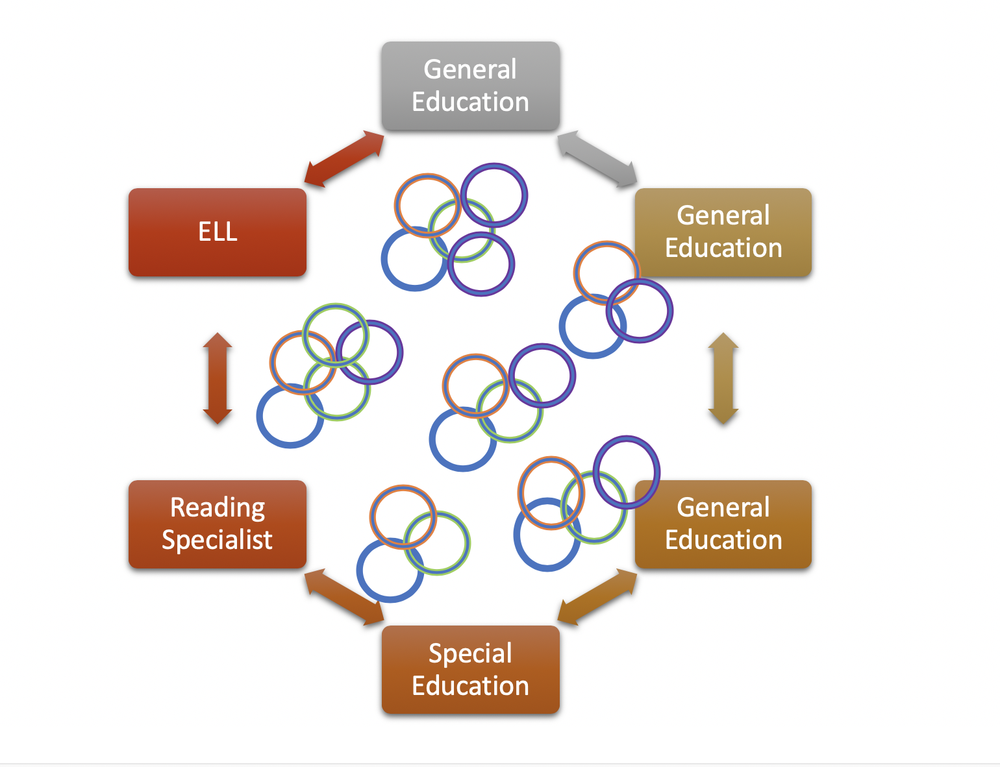 General
Education
ELL
General
Education
Reading
Specialist
General
Education
Special
Education